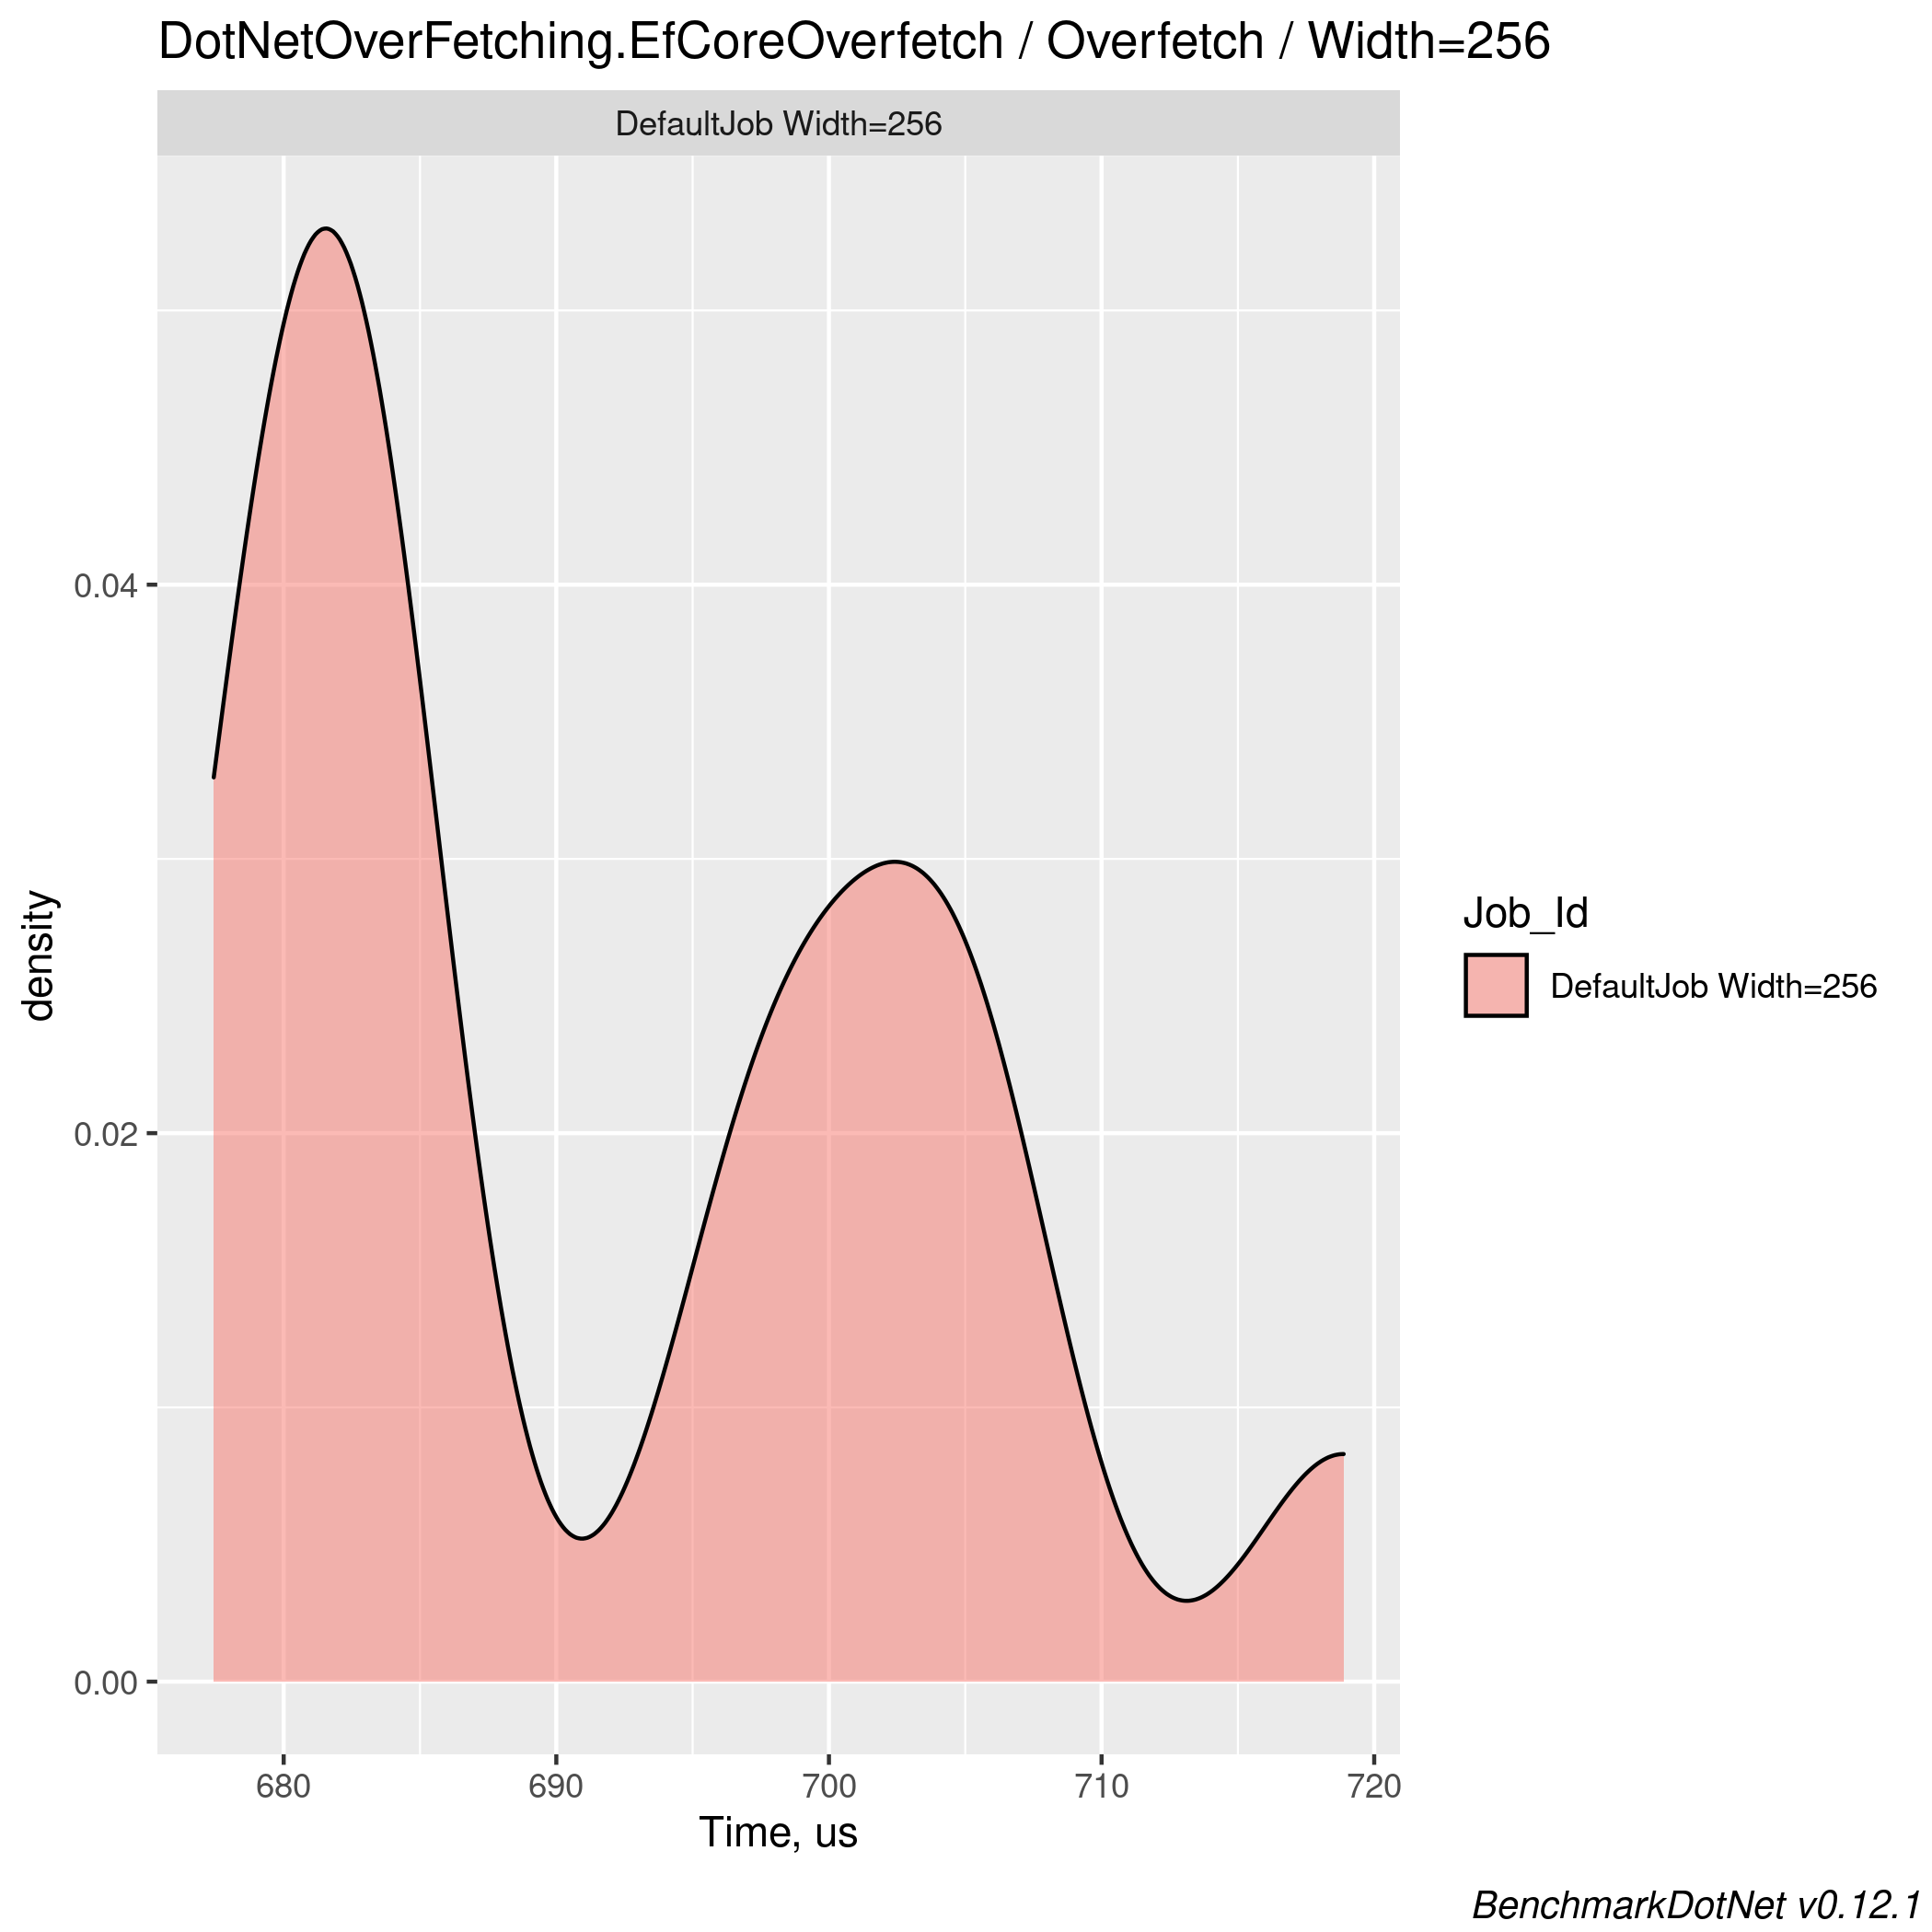 DotNetOverFetching.EfCoreOverfetch / Overfetch / Width=256
DefaultJob Width=256
0.04
0.02
0.00
density
680 690 700 710 720
Time, us
Job_Id
DefaultJob Width=256
BenchmarkDotNet v0.12.1